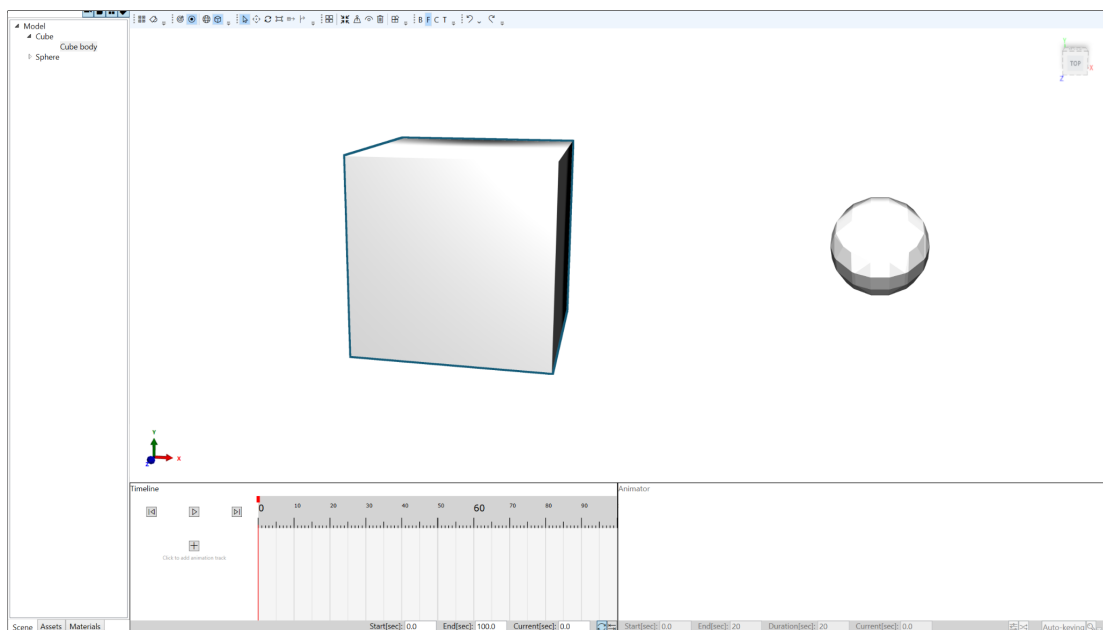 Model
Cube
Cube body
Sphere
B F C T
Y
TOP
X
Z
Y
X
Z
Timeline
0 10 20 30 40 50 60 70 80 90
Click to add animation track
Animator
Scene Assets Materials
Start[sec]: 0.0 End[sec]: 100.0 Current[sec]: 0.0
Start[sec]: 0.0 End[sec]: 20 Duration[sec]: 20 Current[sec]: 0.0 Auto-keying